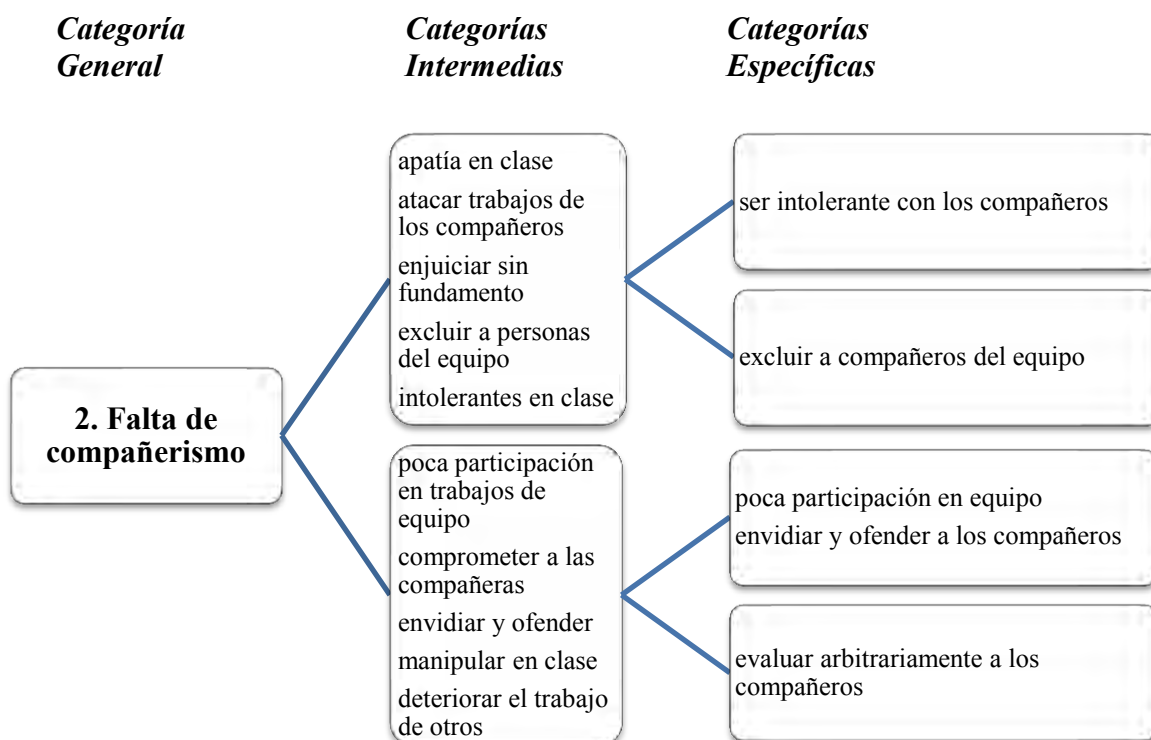 Categoría
General
Categorías
Intermedias
Categorías
Específicas
2. Falta de
compañerismo
apatía en clase
atacar trabajos de
los compañeros
enjuiciar sin
fundamento
excluir a personas
del equipo
intolerantes en clase
poca participación
en trabajos de
equipo
comprometer a las
compañeras
envidiar y ofender
manipular en clase
deteriorar el trabajo
de otros
ser intolerante con los compañeros
excluir a compañeros del equipo
poca participación en equipo
envidiar y ofender a los compañeros
evaluar arbitrariamente a los
compañeros